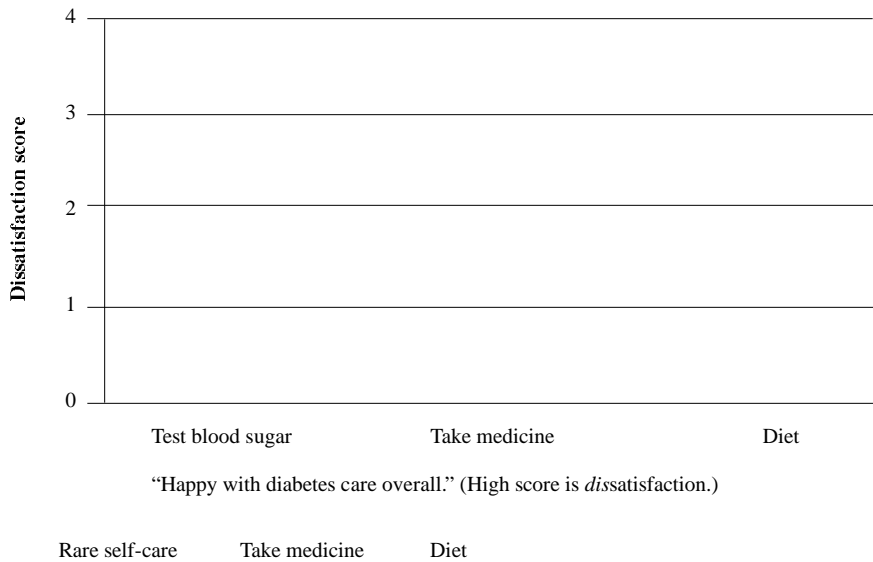 4
3
2
1
0
Dissatisfaction score
Test blood sugar Take medicine Diet
“Happy with diabetes care overall.” (High score is dissatisfaction.)
Rare self-care Take medicine Diet